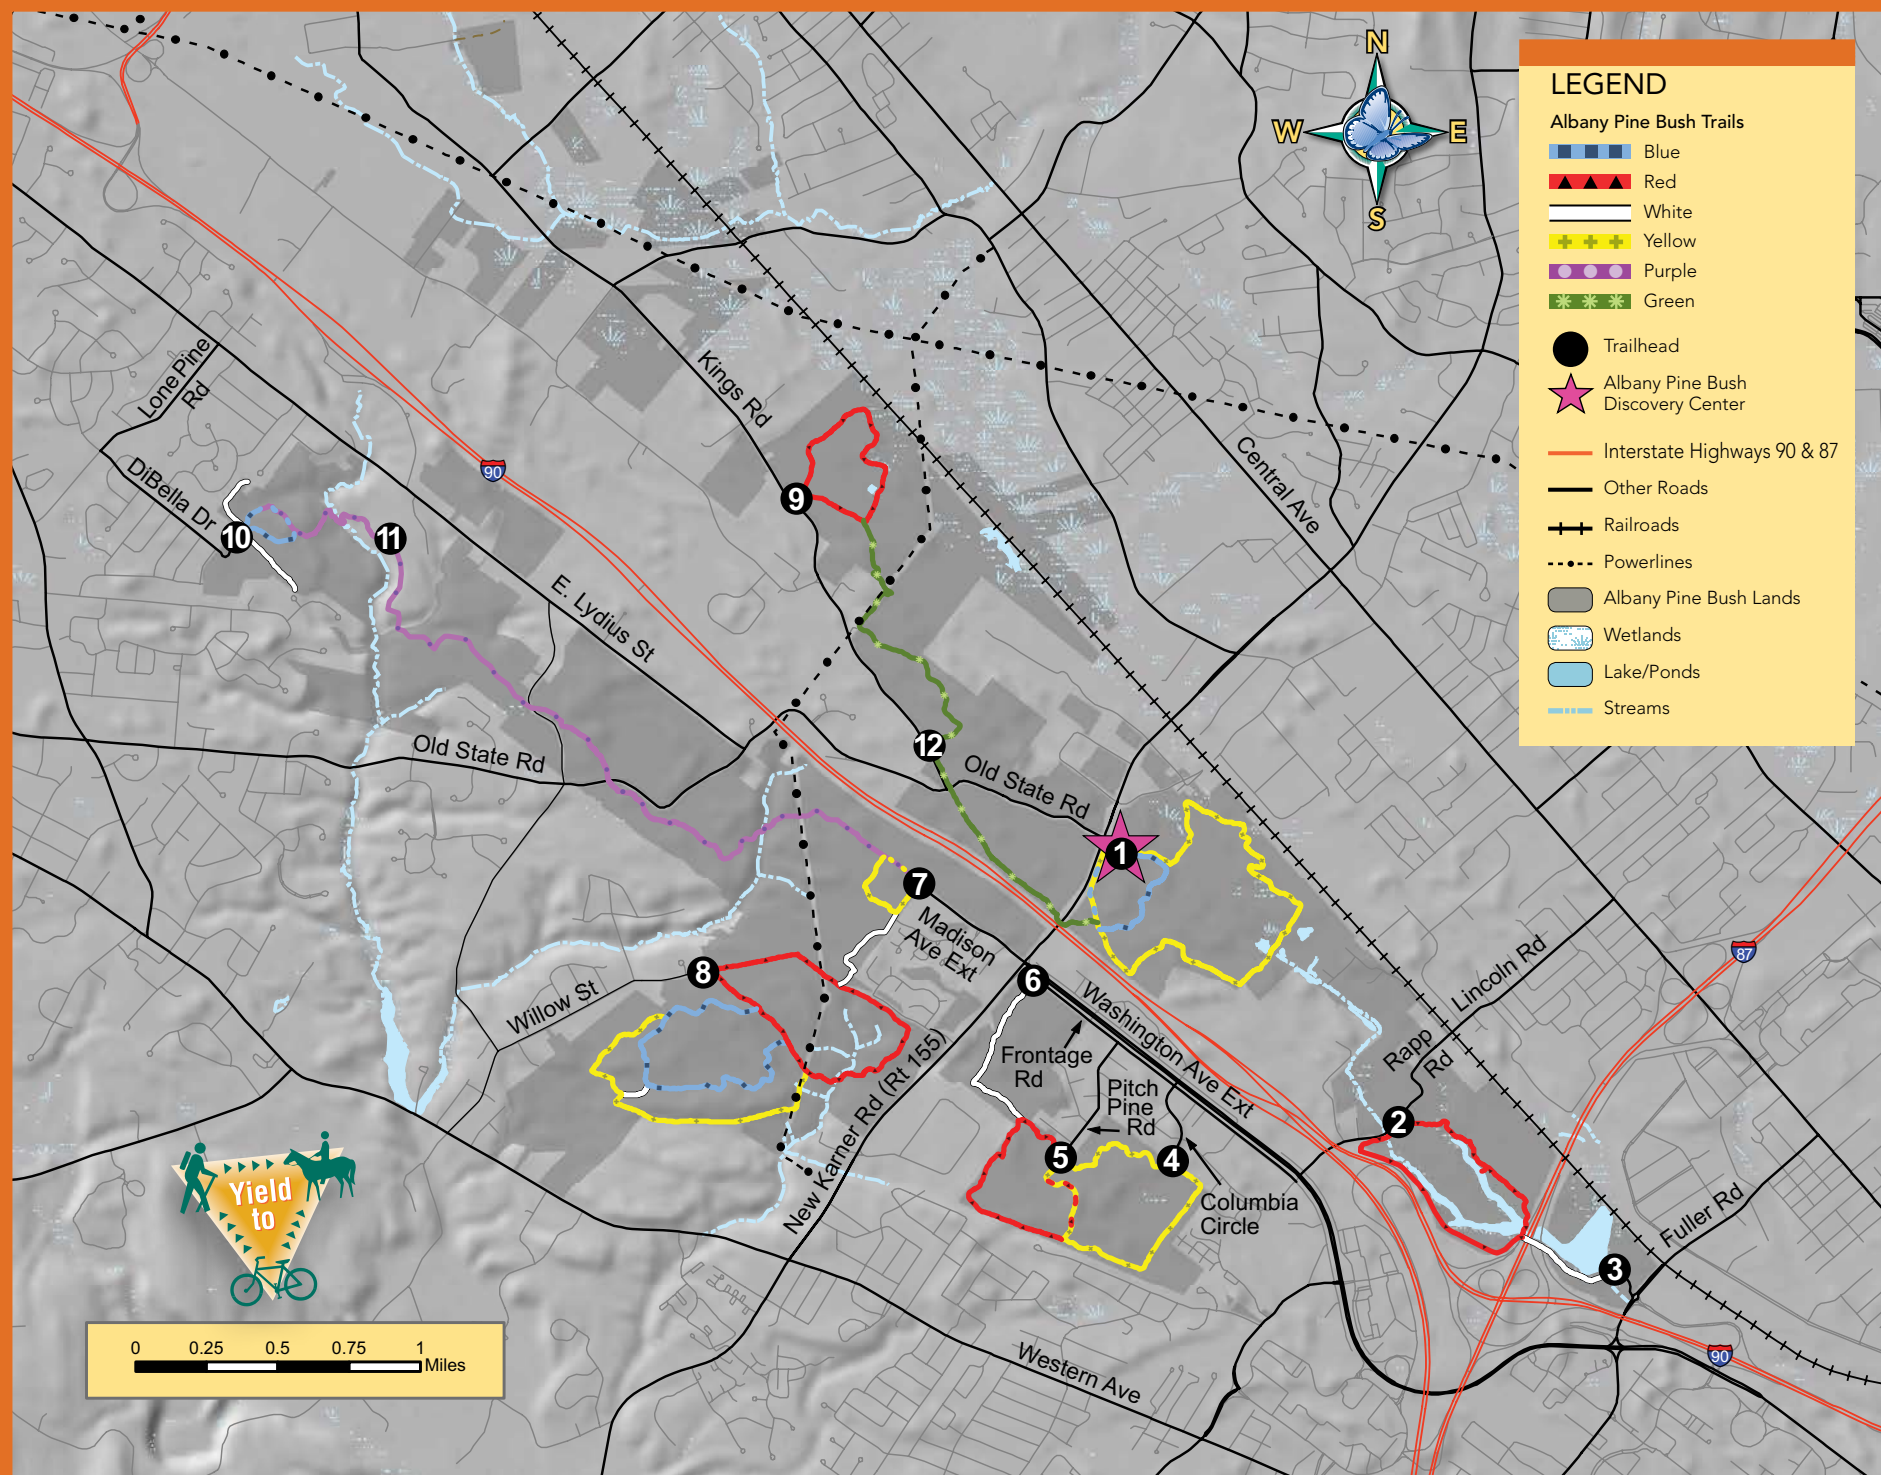 N
W
E
S
LEGEND
Albany Pine Bush Trails
Blue
Red
White
Yellow
Purple
Green
Trailhead
Albany Pine Bush
Discovery Center
Interstate Highways 90 & 87
Other Roads
Railroads
Powerlines
Albany Pine Bush Lands
Wetlands
Lake/Ponds
Streams
Lone Pine
Rd
Kings Rd
Central Ave
DiBella Dr
90
9
10
11
E. Lydius St
Old State Rd
12
Old State Rd
1
7
Madison
Ave Ext
8
6
Willow St
Washington Ave Ext
Frontage
Rd
Pitch
Pine
Rd
New Karner Rd (Rt 155)
Lincoln Rd
87
Rapp
Rd
2
5
4
Columbia
Circle
Fuller Rd
3
Yield
to
0
0.25
0.5
0.75
1
Miles
Western Ave
90